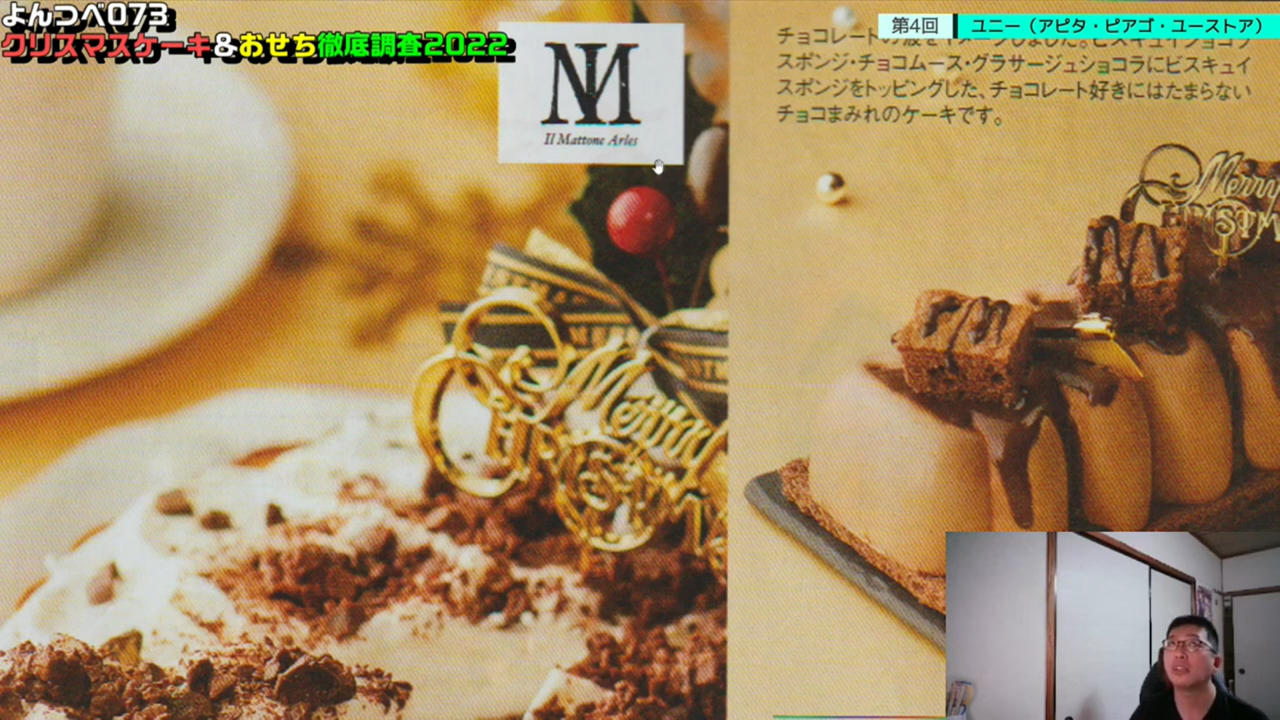 よんつべ073
クリスマスケーキ&おせち徹底調査2022
第4回
ユニー（アピタ・ピアゴ・ユーストア）
M
Il Mattone Arles
スポンジ・チョコムース・グラサージュショコラにビスキュイ
スポンジをトッピングした、チョコレート好きにはたまらない
チョコまみれのケーキです。
Merry
Merry